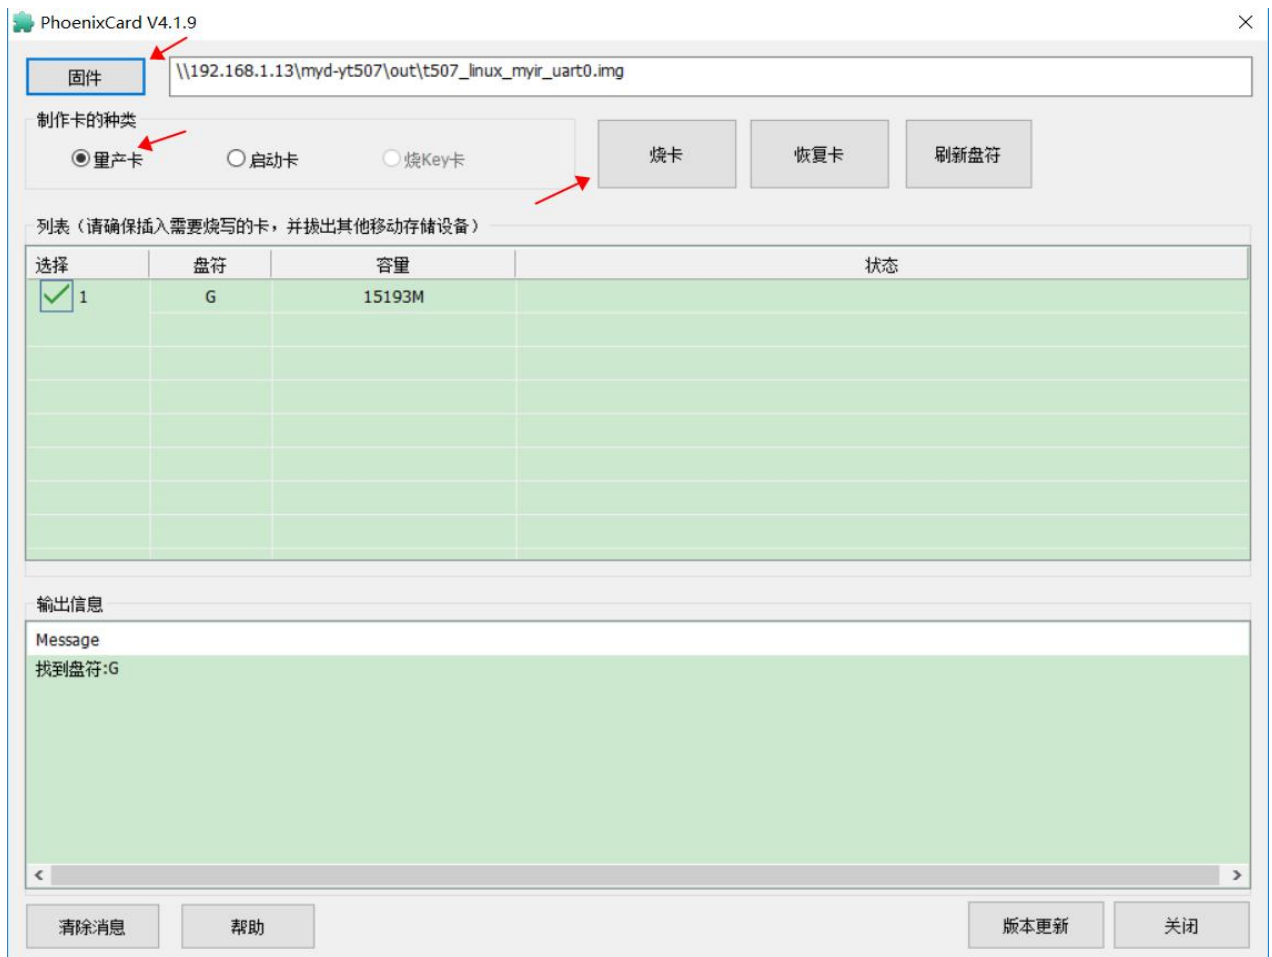 PhoenixCard V4.1.9
固件 \\192.168.1.13\myd-yt507\out\t507_linux_myir_uart0.img
制作卡的种类
量产卡 启动卡 烧Key卡 烧卡 恢复卡 刷新盘符
列表（请确保插入需要烧写的卡，并拔出其他移动存储设备）
选择 盘符 容量 状态
1 G 15193M
输出信息
Message
找到盘符:G
清除消息 帮助 版本更新 关闭